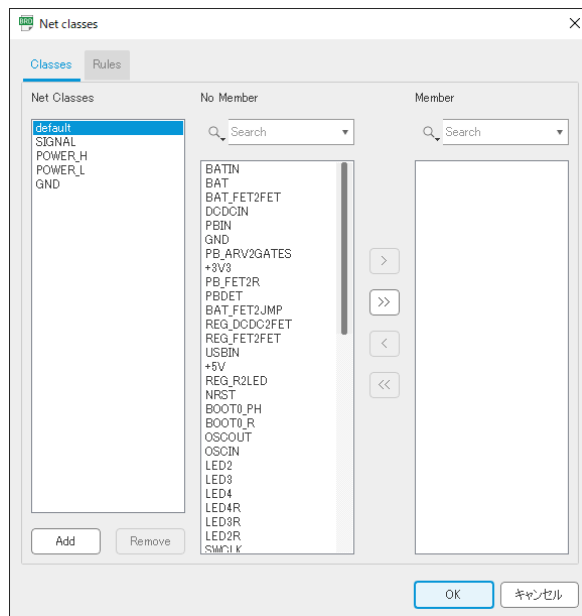 Net classes
Classes
Rules
Net Classes
No Member
Member
default
SIGNAL
POWER_H
POWER_L
GND
Search
Search
BATIN
BAT
BAT_FET2FET
DCDCIN
PBIN
GND
PB_ARV2GATES
+3V3
PB_FET2R
PBDET
BAT_FET2JMP
REG_DCDC2FET
REG_FET2FET
USBIN
+5V
REG_R2LED
NRST
BOOT0_PH
BOOT0_R
OSCOUT
OSCIN
LED2
LED3
LED4
LED4R
LED3R
LED2R
SWCLK
>
>>
<
<<
Add
Remove
OK
キャンセル